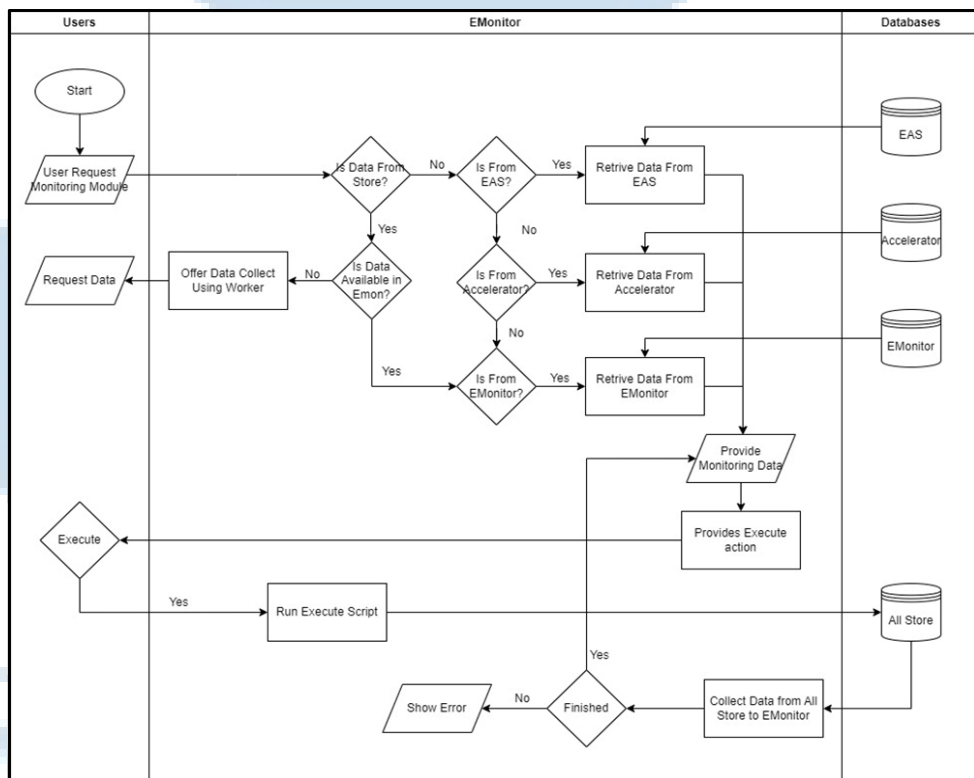 Users
EMonitor
Databases
Start
EAS
User Request
Monitoring Module
Is Data From
Store?
No
Is From
EAS?
Yes
Retrive Data From
EAS
Yes
No
Accelerator
Request Data
Offer Data Collect
Using Worker
No
Is Data
Available in
Emon?
Is From
Accelerator?
Yes
Retrive Data From
Accelerator
No
EMonitor
Yes
Is From
EMonitor?
Yes
Retrive Data From
EMonitor
Provide
Monitoring Data
Execute
Provides Execute
action
Yes
Run Execute Script
All Store
Yes
Show Error
No
Finished
Collect Data from All
Store to EMonitor